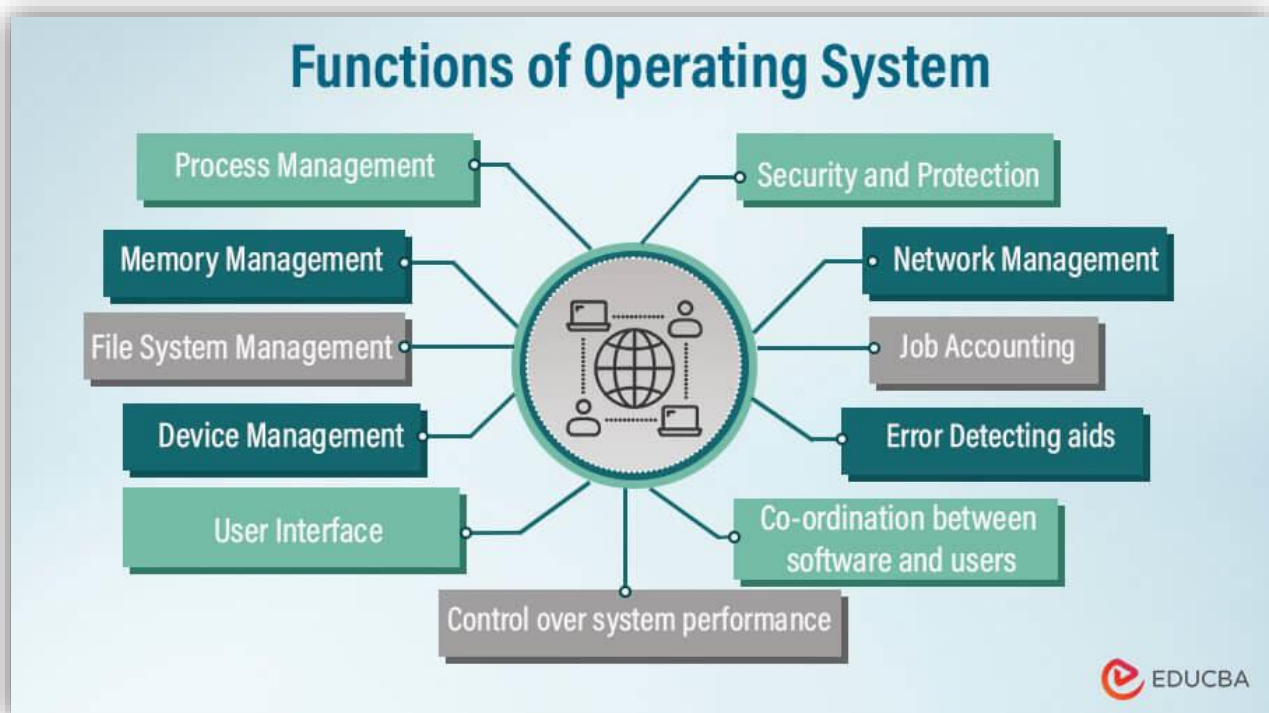 Functions of Operating System
Process Management
Memory Management
File System Management
Device Management
User Interface
Security and Protection
Network Management
Job Accounting
Error Detecting aids
Co-ordination between
software and users
Control over system performance
EDUCBA